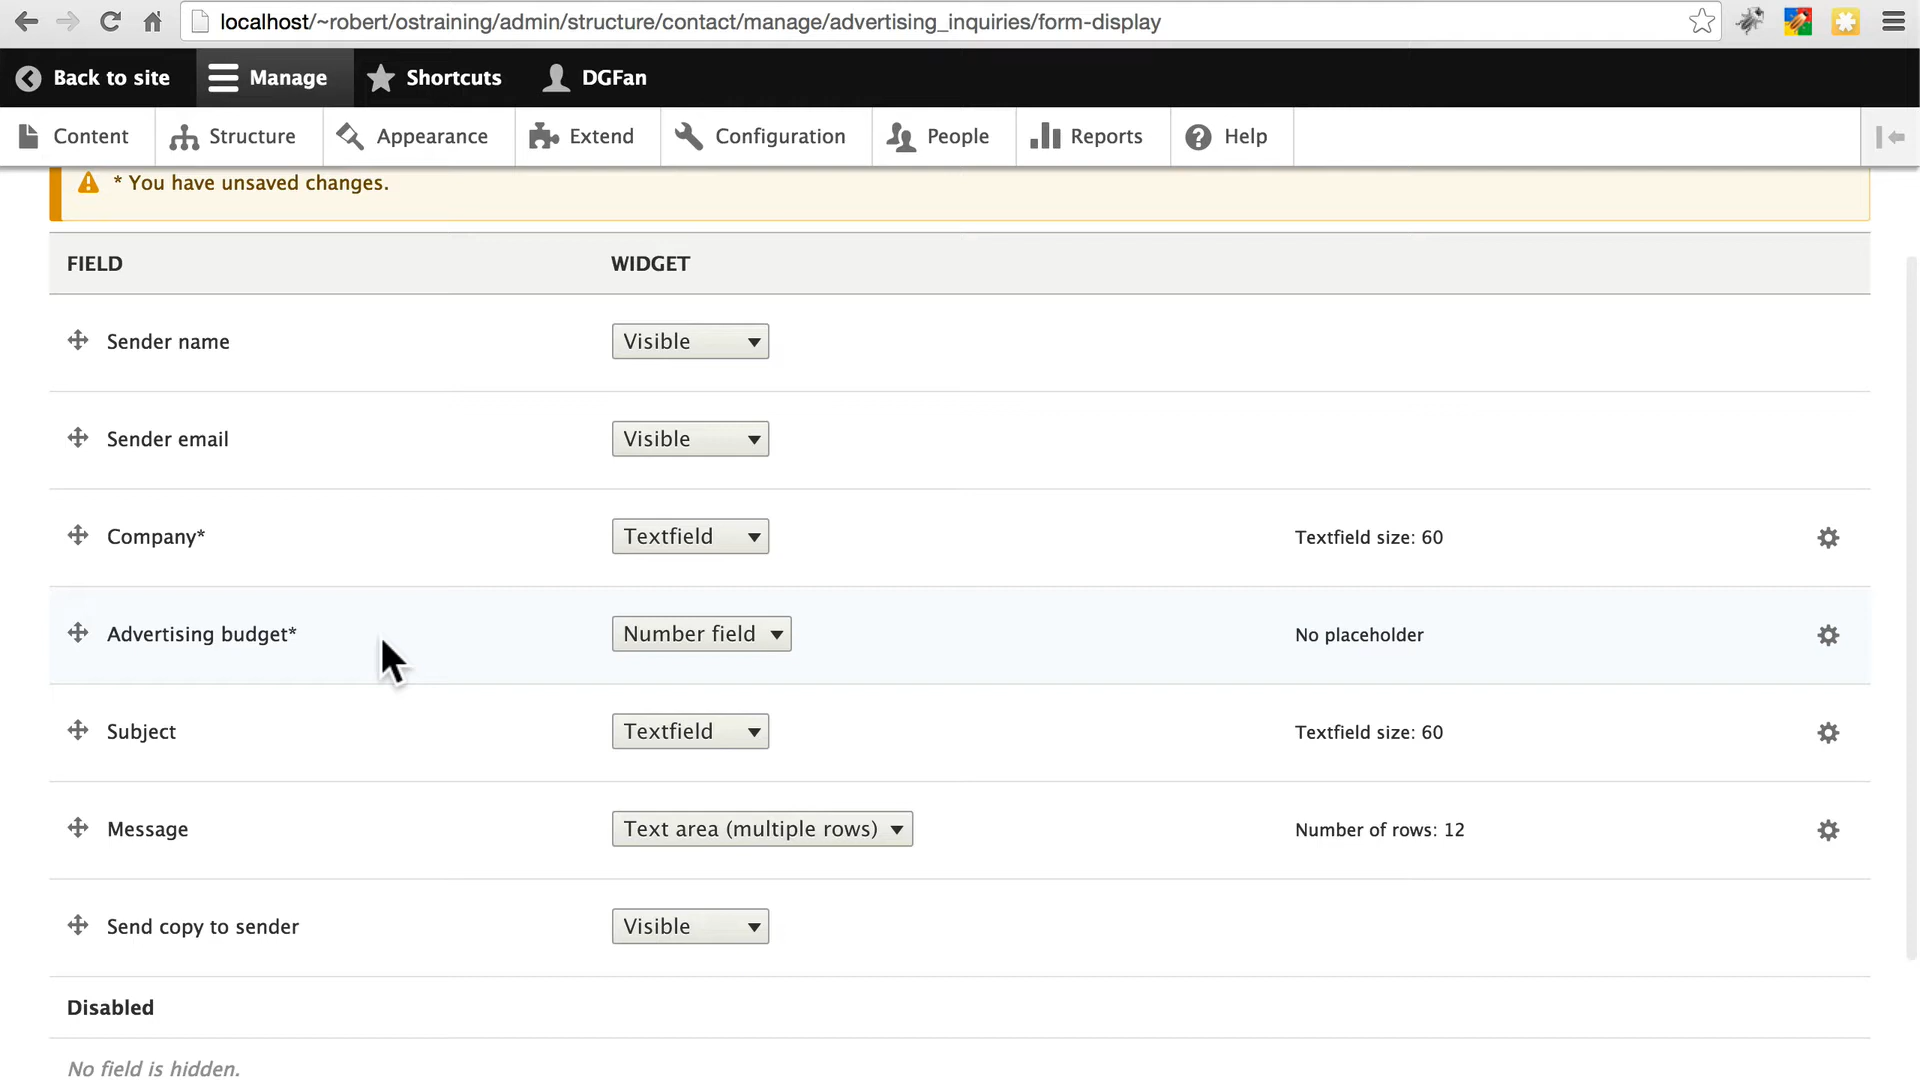 localhost/~robert/ostraining/admin/structure/contact/manage/advertising_inquiries/form-display
Back to site Manage Shortcuts DGFan
Content Structure Appearance Extend Configuration People Reports Help
* You have unsaved changes.
FIELD WIDGET
Sender name Visible
Sender email Visible
Company* Textfield Textfield size: 60
Advertising budget* Number field No placeholder
Subject Textfield Textfield size: 60
Message Text area (multiple rows) Number of rows: 12
Send copy to sender Visible
Disabled
No field is hidden.